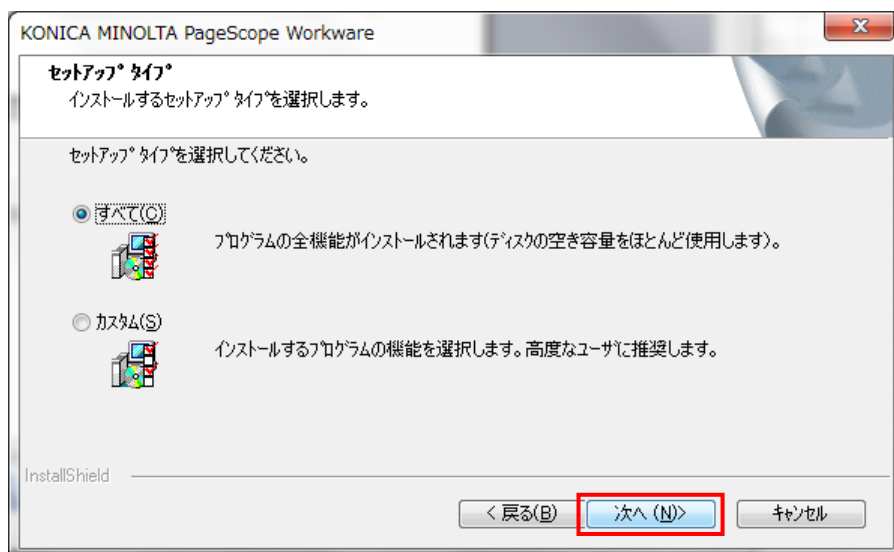 KONICA MINOLTA PageScope Workware
セットアップ タイプ
インストールするセットアップ タイプを選択します。
セットアップ タイプを選択してください。
すべて(C)
プログラムの全機能がインストールされます(ディスクの空き容量をほとんど使用します)。
カスタム(S)
インストールするプログラムの機能を選択します。高度なユーザに推奨します。
InstallShield
< 戻る(B)
次へ (N)>
キャンセル